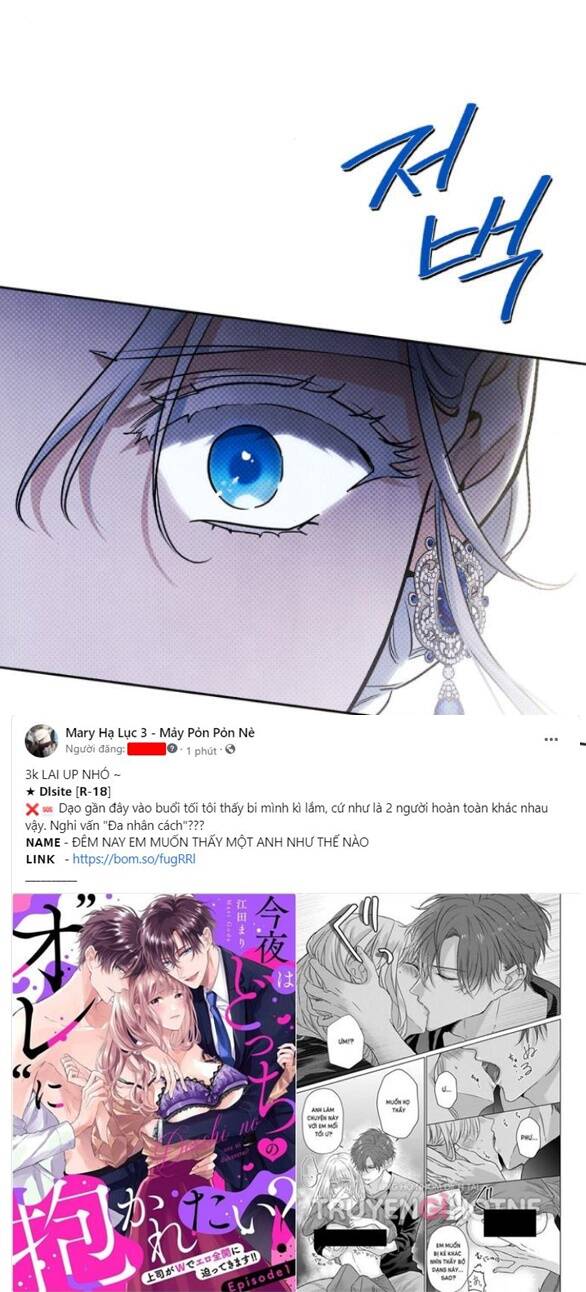 저벅
Mary Hạ Lục 3 - Mảy Pỏn Pỏn Nè
Người đăng:
· 1 phút ·
3k LAI UP NHÓ ~
★ Dlsite [R-18]
❌🆘 Dạo gần đây vào buổi tối tôi thấy bi mình kì lắm, cứ như là 2 người hoàn toàn khác nhau
vậy. Nghi vấn "Đa nhân cách"???
NAME - ĐÊM NAY EM MUỐN THẤY MỘT ANH NHƯ THẾ NÀO
LINK - https://bom.so/fugRRl
江田まり
今夜はどっちの
"オレ"に
抱かれたい?
Docchi no
上司がWでエロ全開に
迫ってきます!!
Episode1
ƯM!?
Ư...
MUỐN HỌ
THẤY
ANH LÀM
CHUYỆN NÀY
VỚI EM MỖI
TỐI Ư?
PHƯ...
EM MUỐN BỊ
KẺ KHÁC
NHÌN THẤY BỘ
DẠNG NÀY...
SAO?